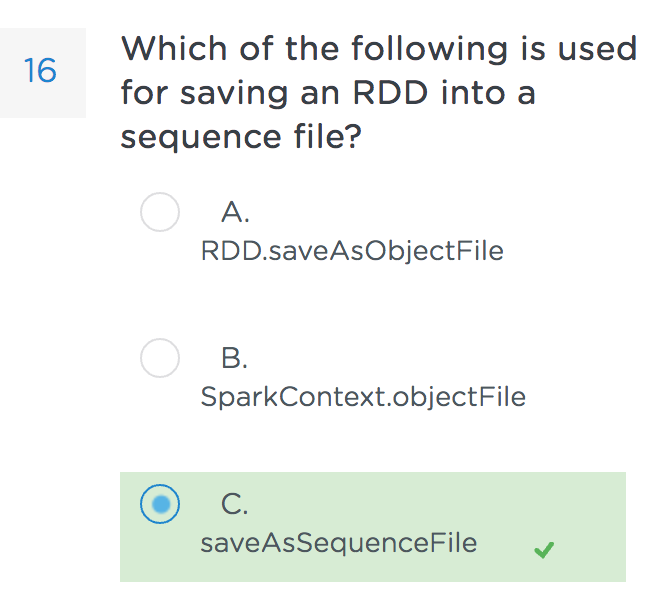 16
Which of the following is used
for saving an RDD into a
sequence file?
A.
RDD.saveAsObjectFile
B.
SparkContext.objectFile
C.
saveAsSequenceFile